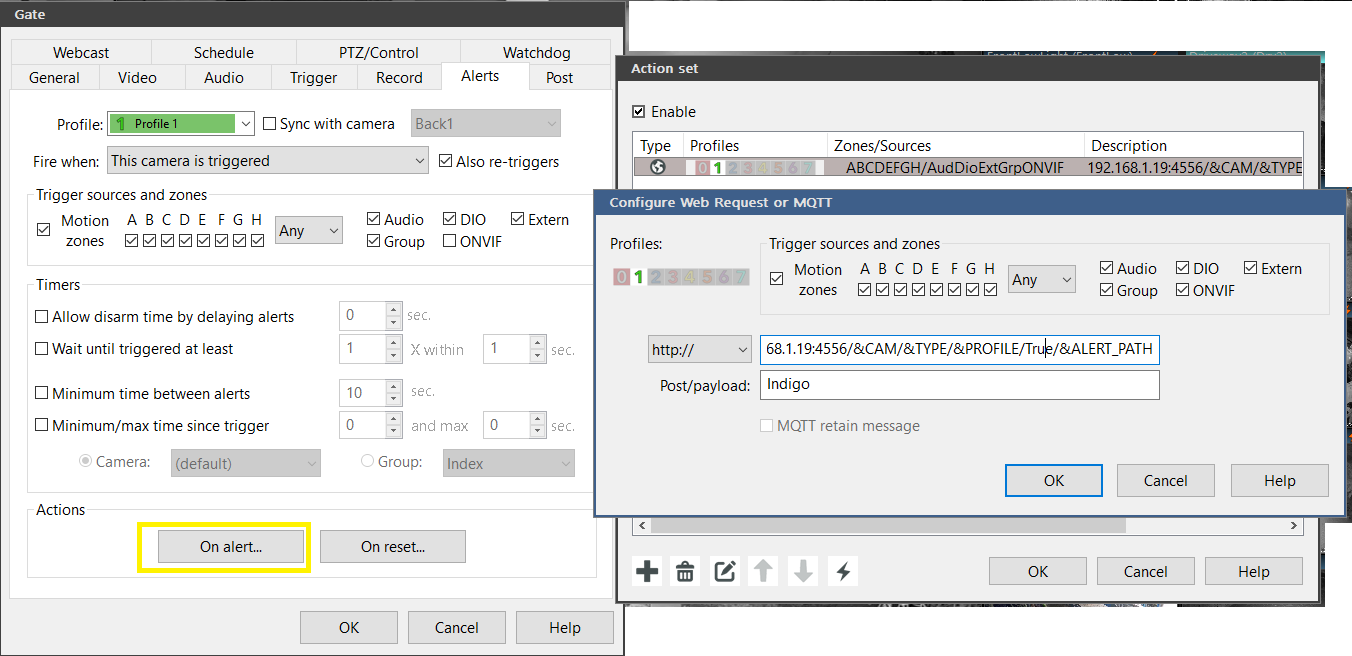 Gate
Webcast Schedule PTZ/Control Watchdog
General Video Audio Trigger Record Alerts Post
Profile: 1 Profile 1 Sync with camera Back1
Fire when: This camera is triggered Also re-triggers
Trigger sources and zones
Motion zones A B C D E F G H Any Audio DIO Extern
Group ONVIF
Timers
Allow disarm time by delaying alerts 0 sec.
Wait until triggered at least 1 X within 1 sec.
Minimum time between alerts 10 sec.
Minimum/max time since trigger 0 and max 0 sec.
Camera: (default) Group: Index
Actions
On alert... On reset...
OK Cancel Help
Action set
Enable
Type Profiles Zones/Sources Description
0 1 2 3 4 5 6 7 ABCDEFGH/AudDioExtGrpONVIF 192.168.1.19:4556/&CAM/&TYPE
Configure Web Request or MQTT
Profiles:
0 1 2 3 4 5 6 7
Trigger sources and zones
Motion zones A B C D E F G H Any Audio DIO Extern
Group ONVIF
http:// 68.1.19:4556/&CAM/&TYPE/&PROFILE/True/&ALERT_PATH
Post/payload: Indigo
MQTT retain message
OK Cancel Help
OK Cancel Help